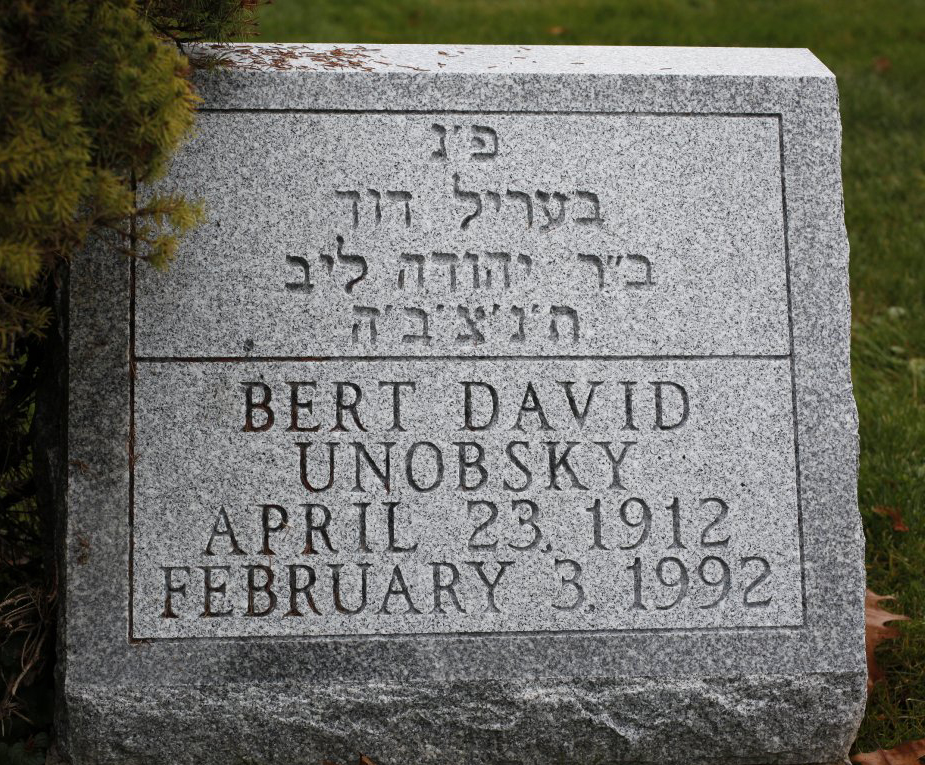 פ'נ
בעריל דוד
ב"ר יהודה ליב
ת'נ'צ'ב'ה
BERT DAVID
UNOBSKY
APRIL 23, 1912
FEBRUARY 3, 1992